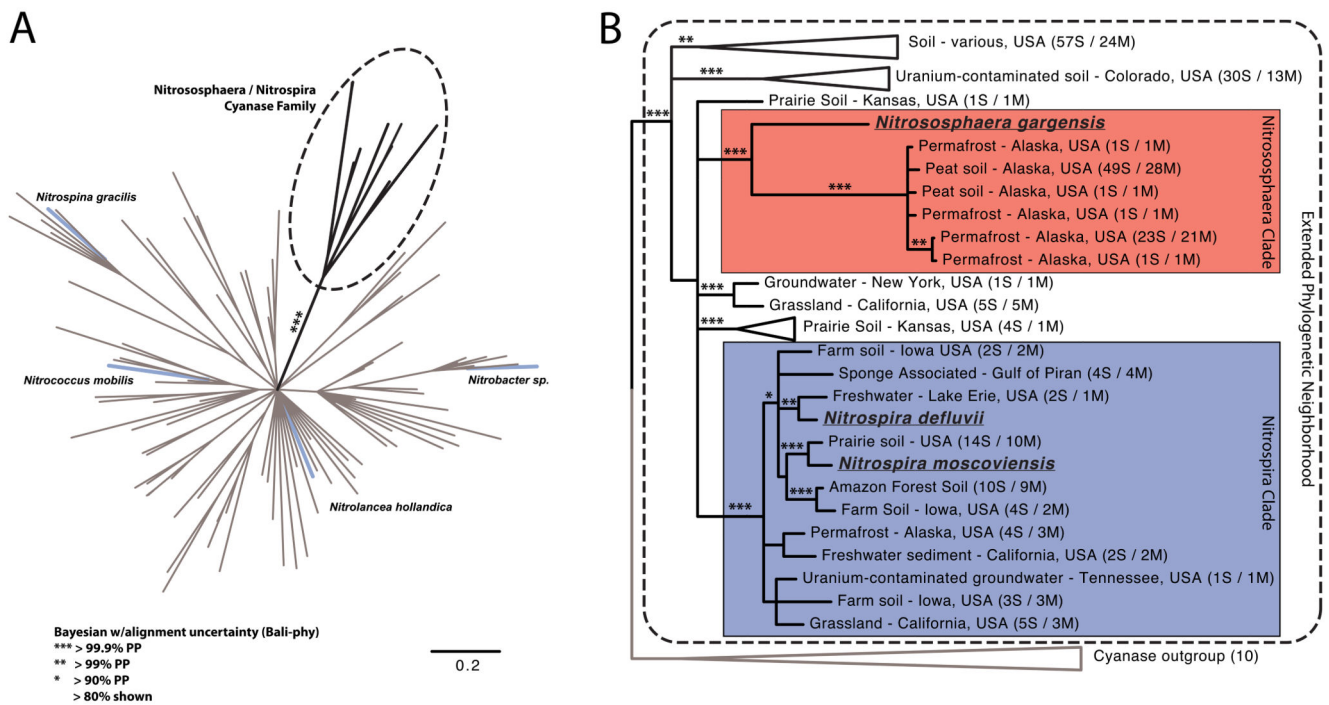 A
Nitrososphaera / Nitrospira
Cyanase Family
Nitrospina gracilis
***
Nitrococcus mobilis
Nitrobacter sp.
Nitrolancea hollandica
Bayesian w/alignment uncertainty (Bali-phy)
*** > 99.9% PP
** > 99% PP
* > 90% PP
> 80% shown
0.2
B
**
Soil - various, USA (57S / 24M)
***
Uranium-contaminated soil - Colorado, USA (30S / 13M)
Prairie Soil - Kansas, USA (1S / 1M)
***
Nitrososphaera gargensis
***
Permafrost - Alaska, USA (1S / 1M)
Peat soil - Alaska, USA (49S / 28M)
***
Peat soil - Alaska, USA (1S / 1M)
Permafrost - Alaska, USA (1S / 1M)
Permafrost - Alaska, USA (23S / 21M)
**
Permafrost - Alaska, USA (1S / 1M)
Nitrososphaera Clade
***
Groundwater - New York, USA (1S / 1M)
Grassland - California, USA (5S / 5M)
***
Prairie Soil - Kansas, USA (4S / 1M)
Farm soil - Iowa USA (2S / 2M)
Sponge Associated - Gulf of Piran (4S / 4M)
*
**
Freshwater - Lake Erie, USA (2S / 1M)
Nitrospira defluvii
***
Prairie soil - USA (14S / 10M)
Nitrospira moscoviensis
***
Amazon Forest Soil (10S / 9M)
Farm Soil - Iowa, USA (4S / 2M)
***
Permafrost - Alaska, USA (4S / 3M)
Freshwater sediment - California, USA (2S / 2M)
Uranium-contaminated groundwater - Tennessee, USA (1S / 1M)
Farm soil - Iowa, USA (3S / 3M)
Grassland - California, USA (5S / 3M)
Nitrospira Clade
Extended Phylogenetic Neighborhood
Cyanase outgroup (10)